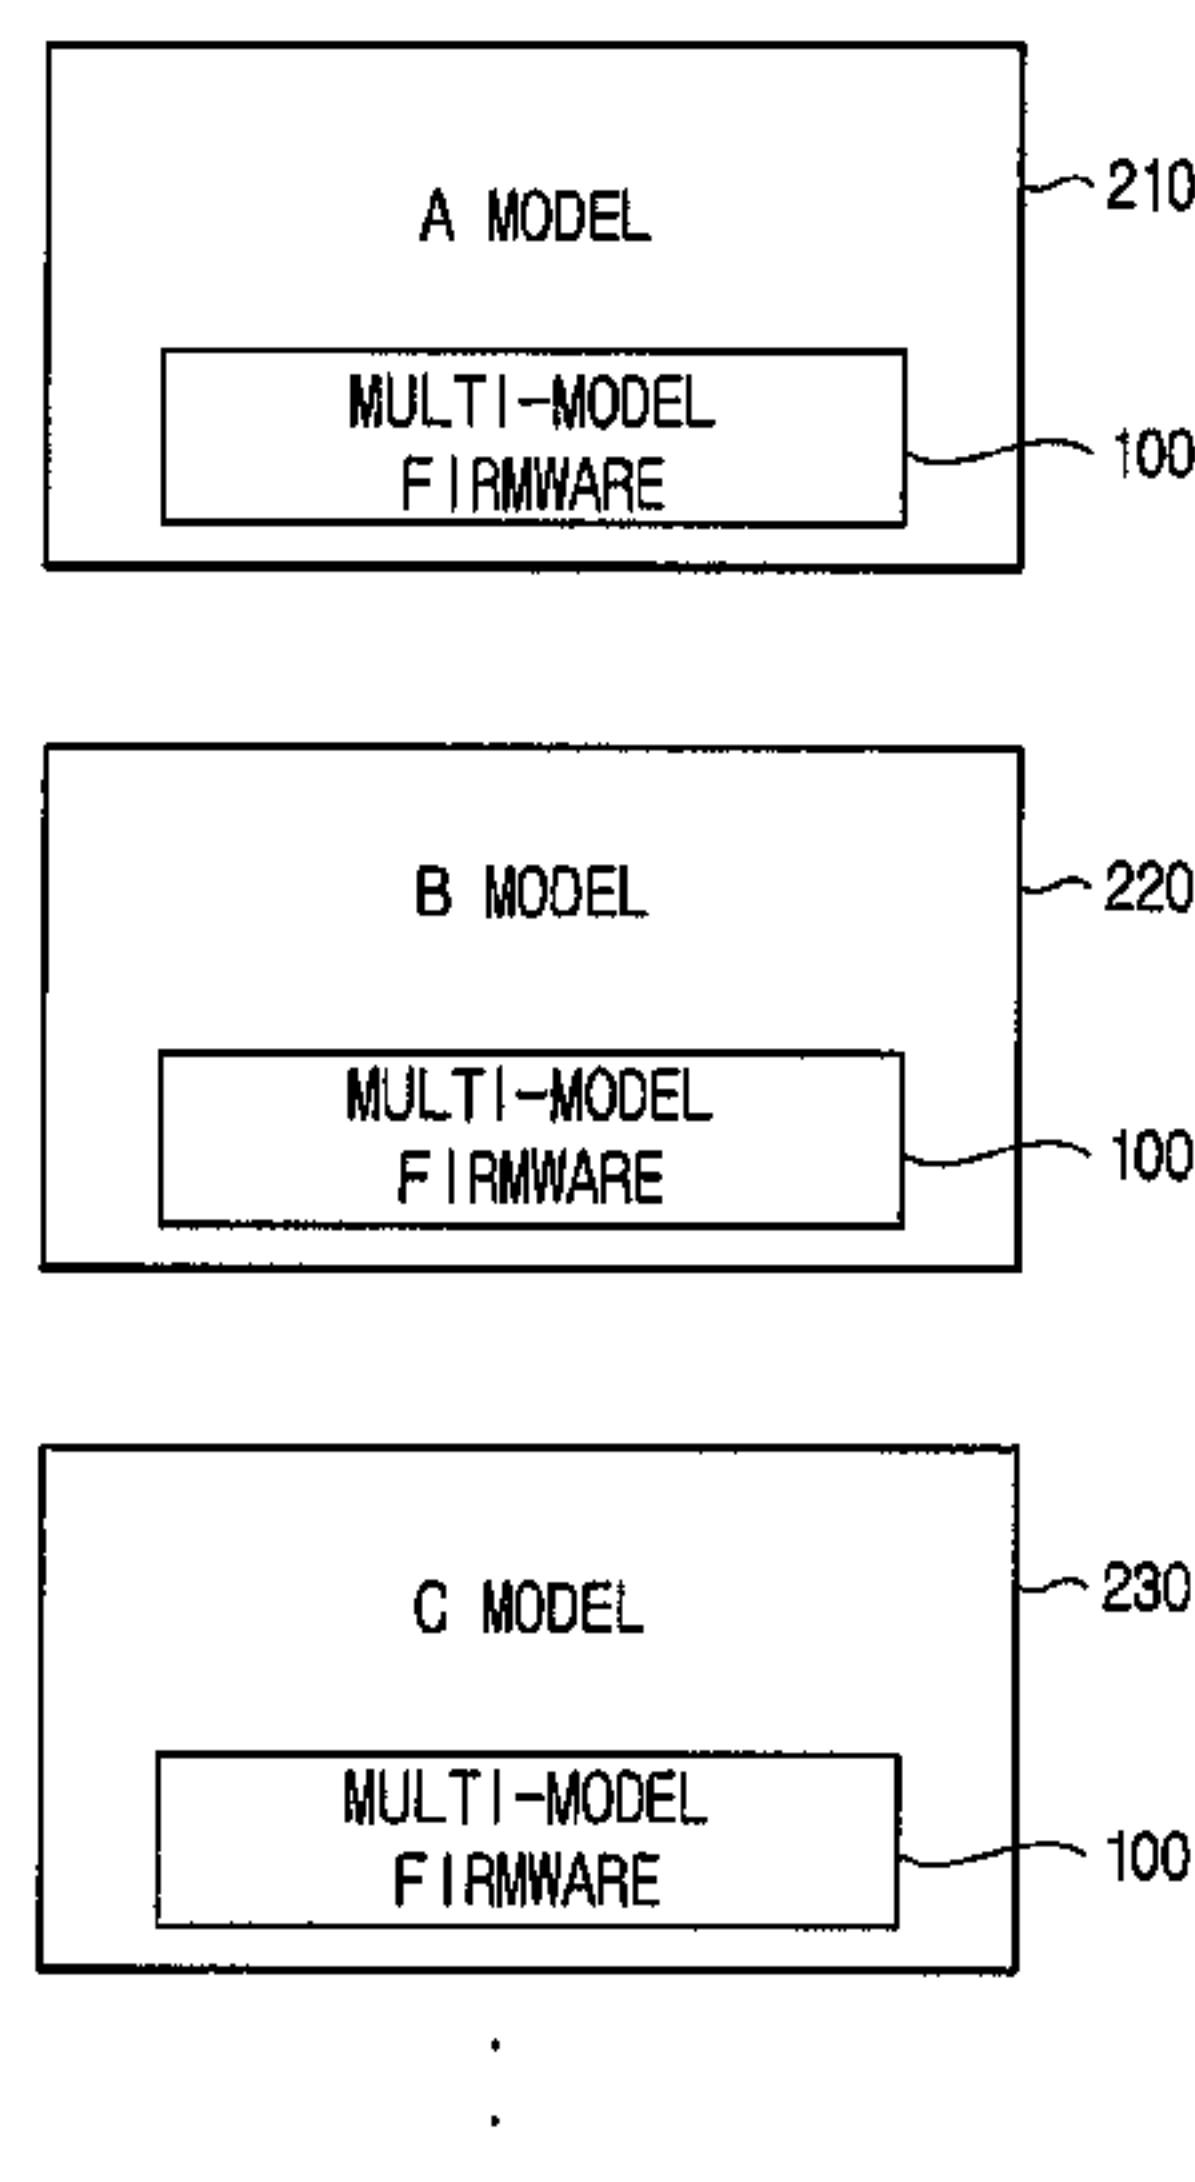 A MODEL
210
MULTI-MODEL
FIRMWARE
100
B MODEL
220
MULTI-MODEL
FIRMWARE
100
C MODEL
230
MULTI-MODEL
FIRMWARE
100